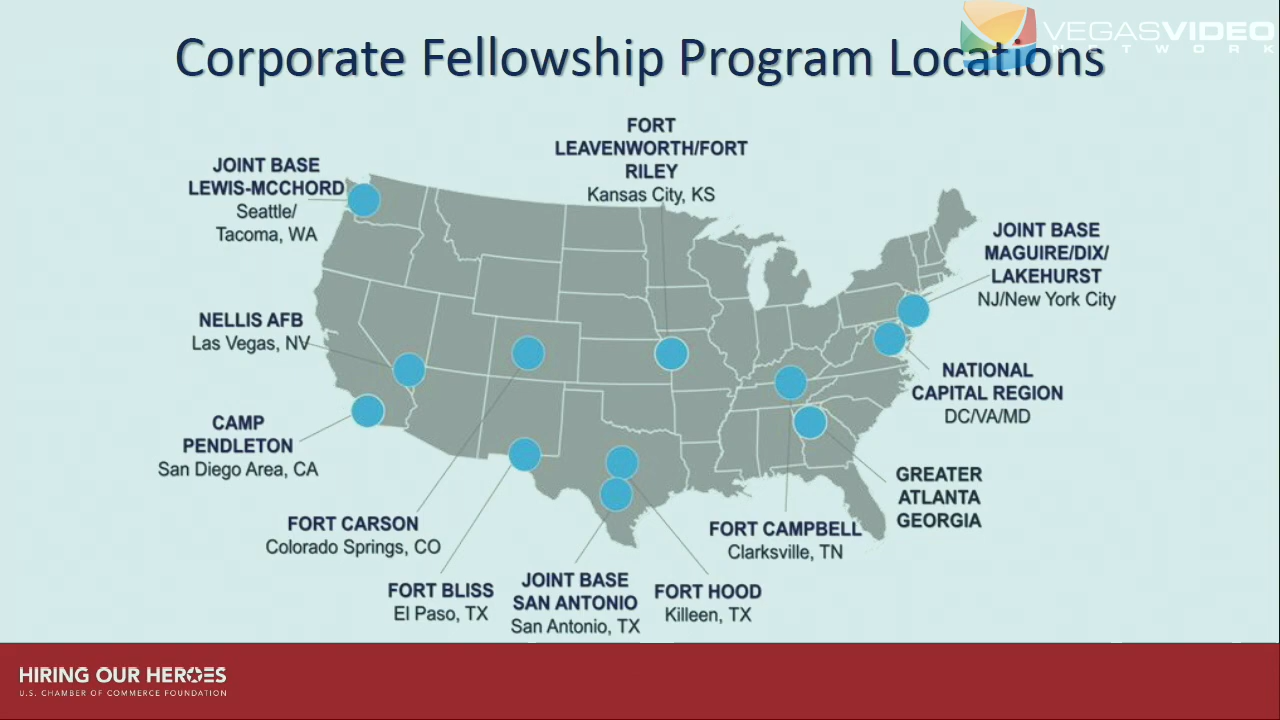 VEGASVIDEO
NETWORK
Corporate Fellowship Program Locations
FORT
LEAVENWORTH/FORT
RILEY
Kansas City, KS
JOINT BASE
LEWIS-MCCHORD
Seattle/
Tacoma, WA
JOINT BASE
MAGUIRE/DIX/
LAKEHURST
NJ/New York City
NELLIS AFB
Las Vegas, NV
NATIONAL
CAPITAL REGION
DC/VA/MD
CAMP
PENDLETON
San Diego Area, CA
GREATER
ATLANTA
GEORGIA
FORT CARSON
Colorado Springs, CO
FORT CAMPBELL
Clarksville, TN
FORT BLISS
El Paso, TX
JOINT BASE
SAN ANTONIO
San Antonio, TX
FORT HOOD
Killeen, TX
HIRING OUR HEROES
U.S. CHAMBER OF COMMERCE FOUNDATION